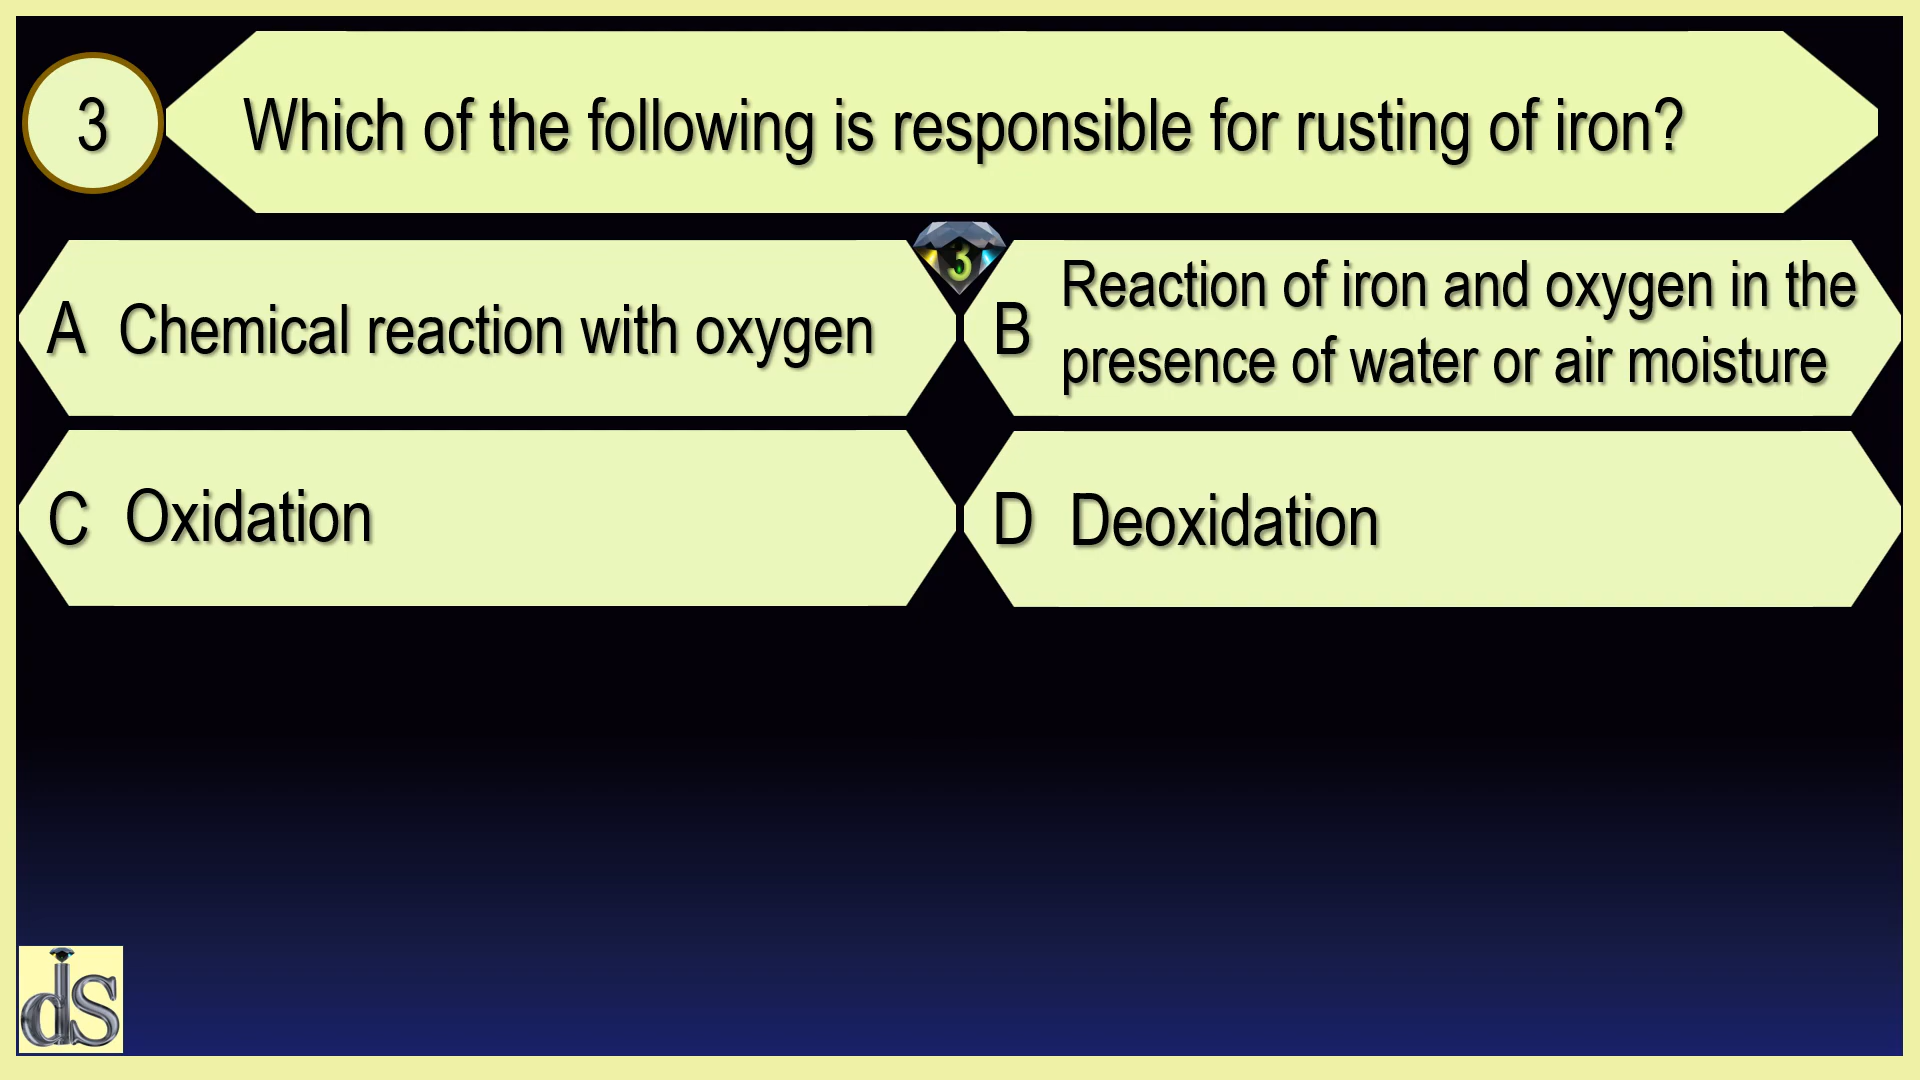 3
Which of the following is responsible for rusting of iron?
3
A Chemical reaction with oxygen
B Reaction of iron and oxygen in the
presence of water or air moisture
C Oxidation
D Deoxidation
ds